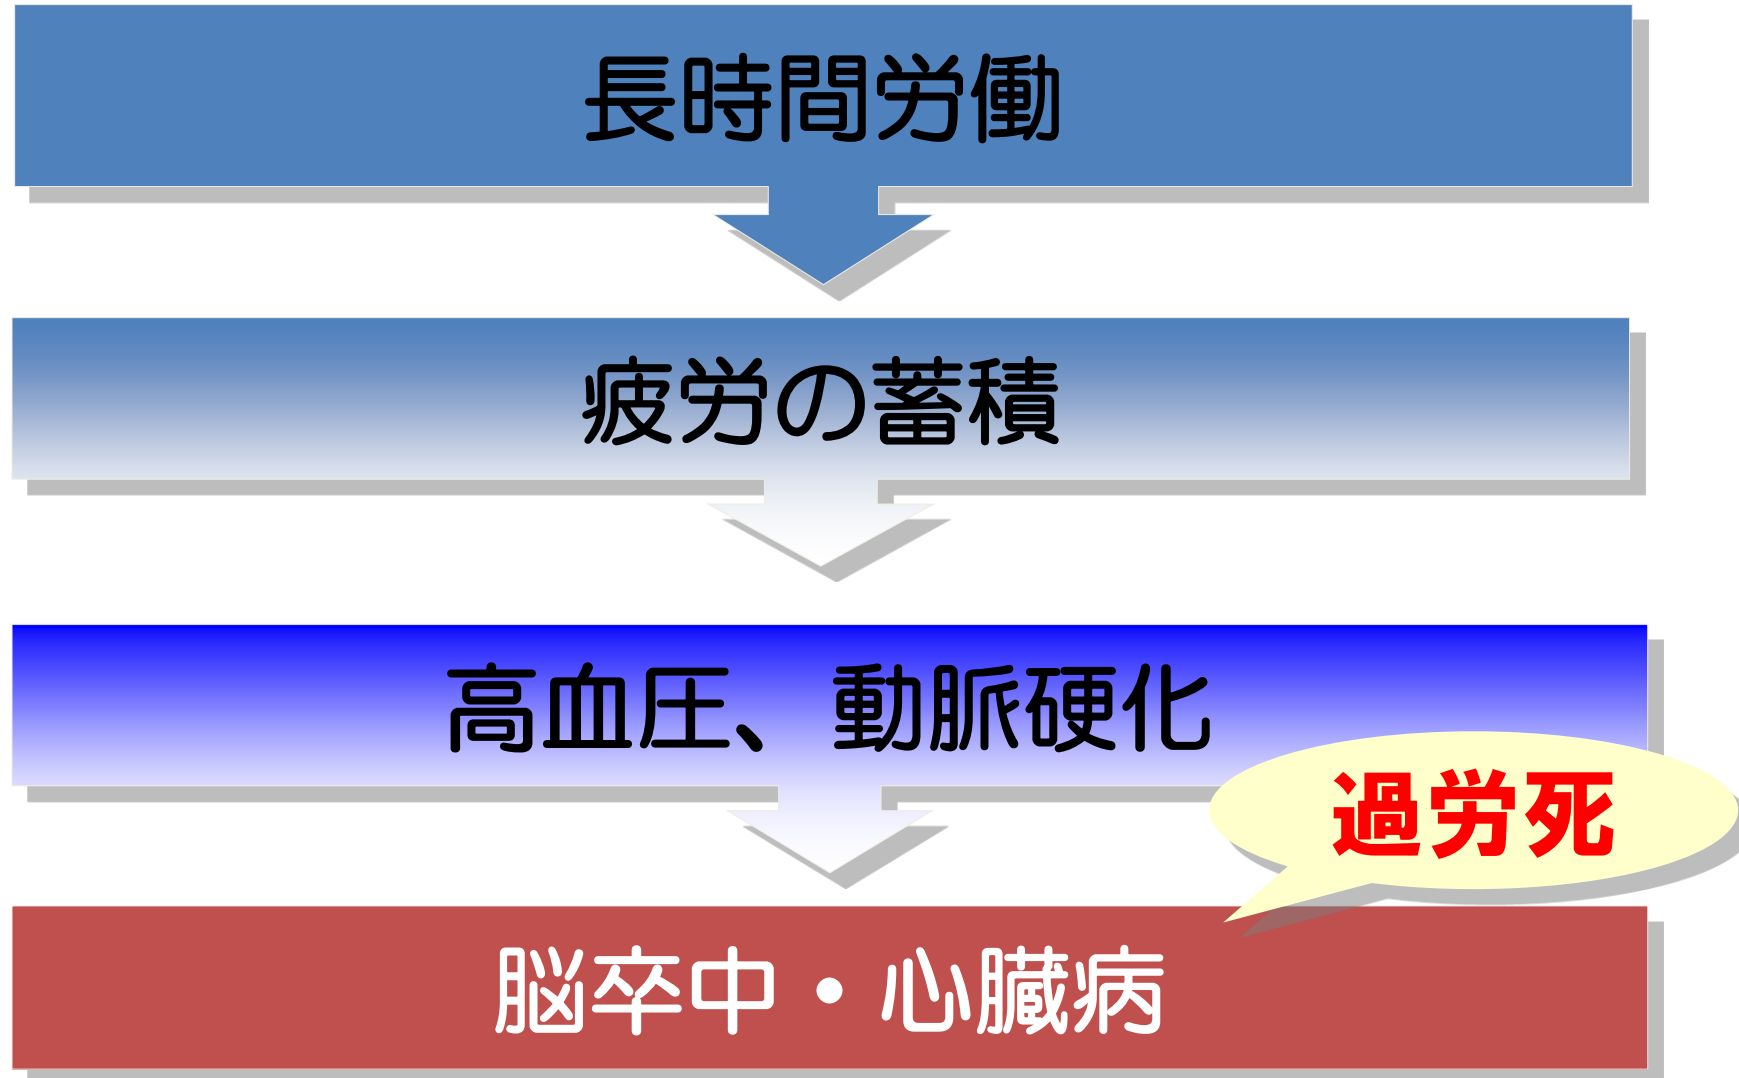 長時間労働
疲労の蓄積
高血圧、動脈硬化
過労死
脳卒中・心臓病